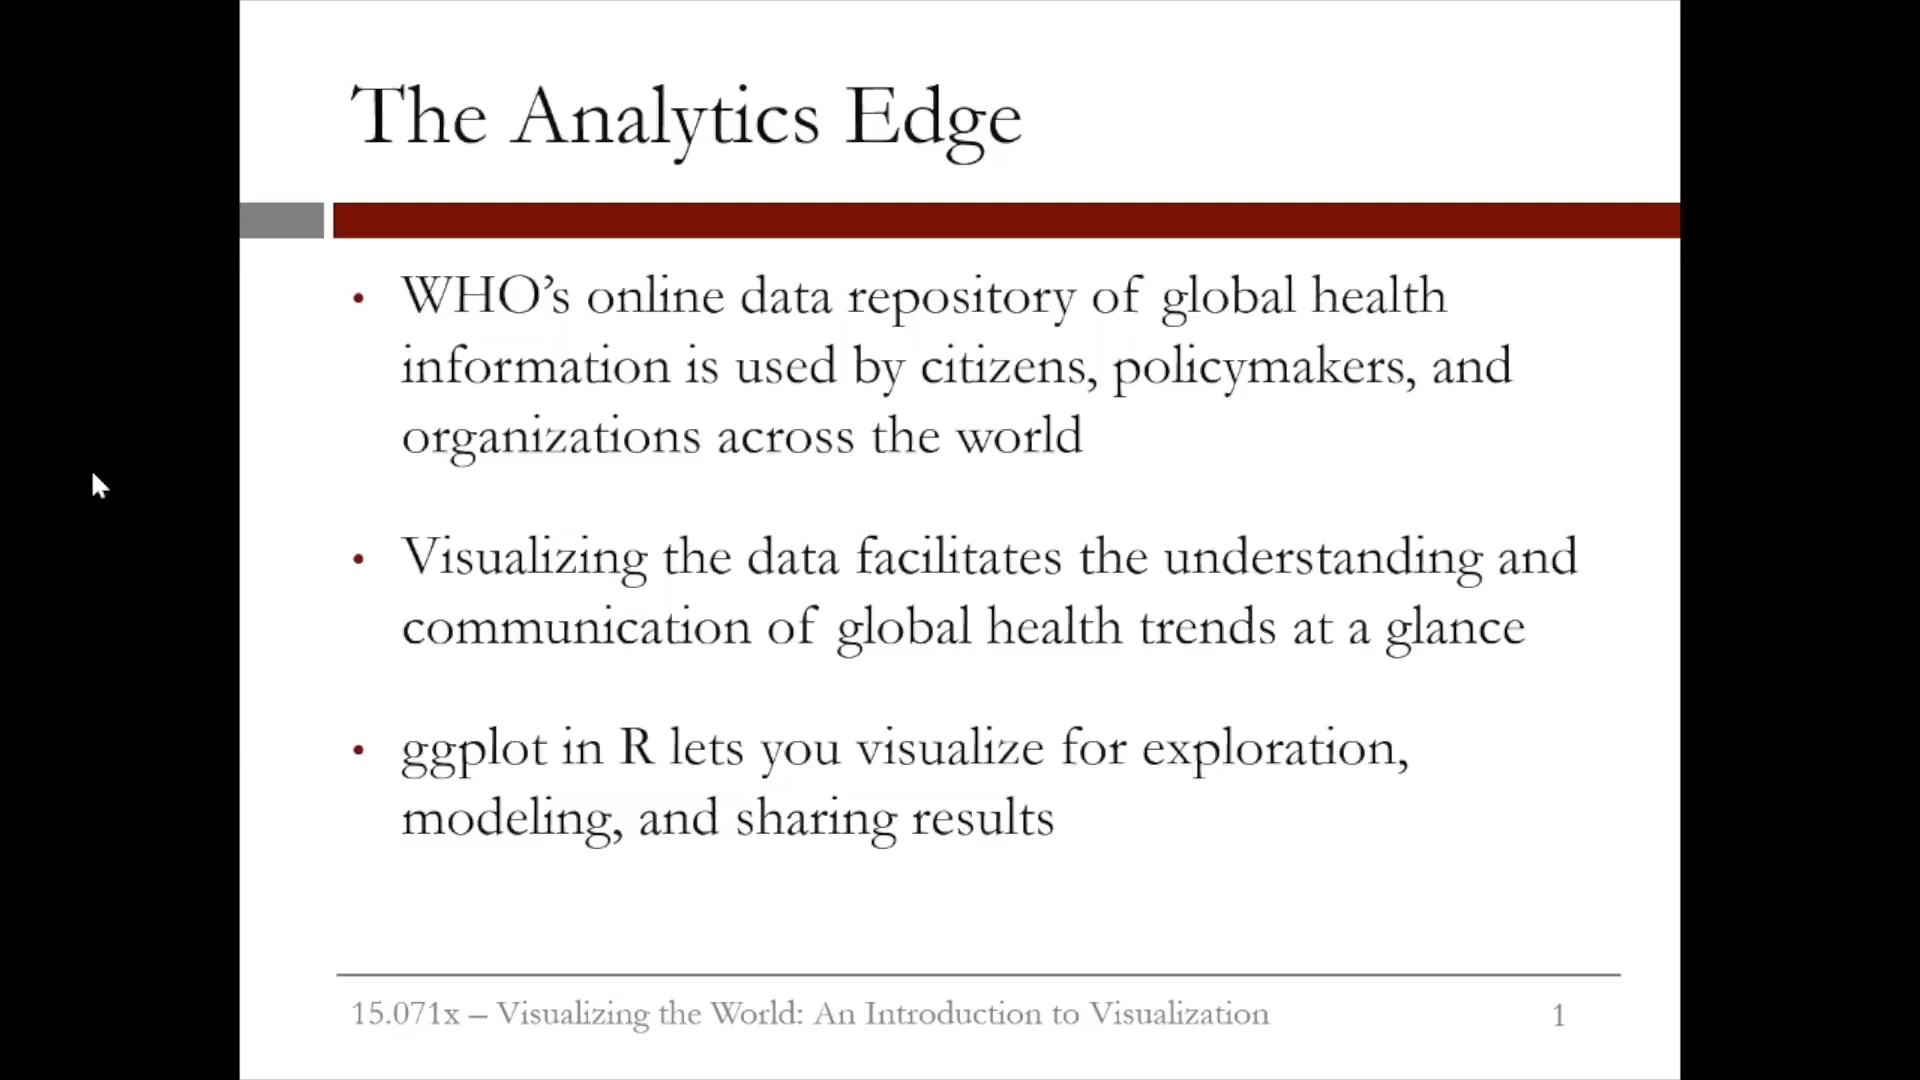 The Analytics Edge
• WHO’s online data repository of global health
information is used by citizens, policymakers, and
organizations across the world
• Visualizing the data facilitates the understanding and
communication of global health trends at a glance
• ggplot in R lets you visualize for exploration,
modeling, and sharing results
15.071x – Visualizing the World: An Introduction to Visualization 1